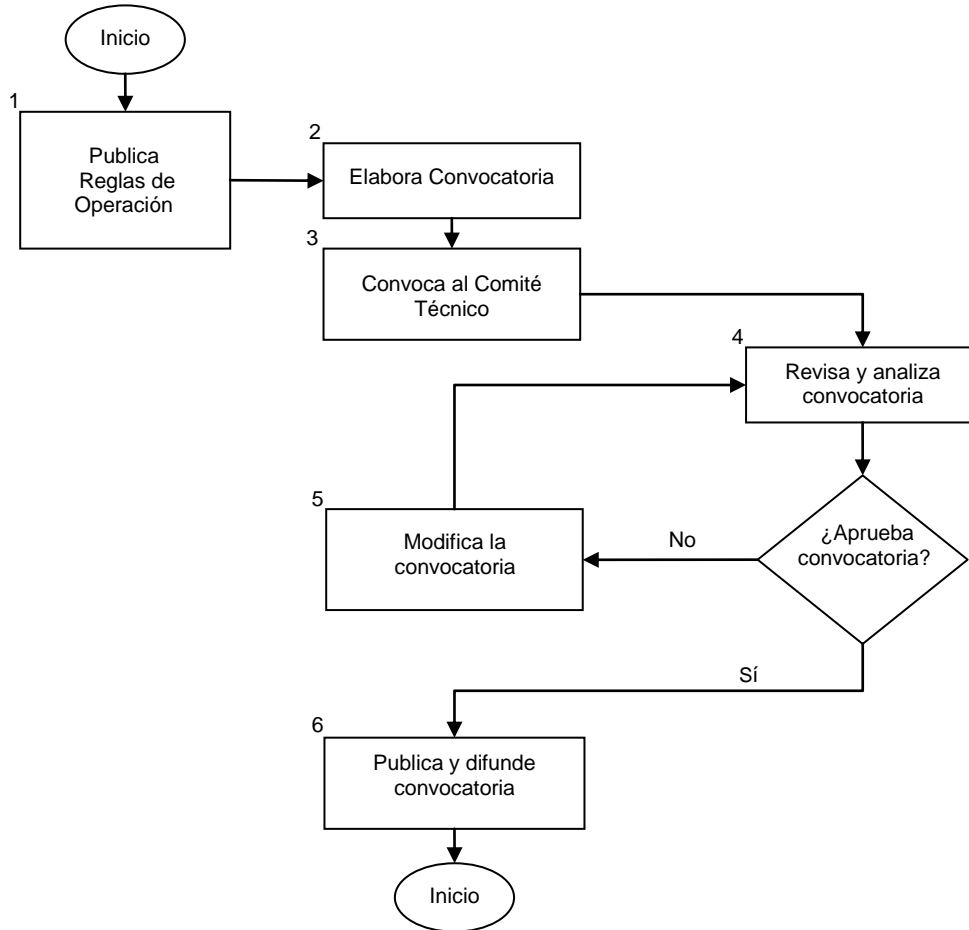 Inicio
1
Publica
Reglas de
Operación
2
Elabora Convocatoria
3
Convoca al Comité
Técnico
4
Revisa y analiza
convocatoria
¿Aprueba
convocatoria?
No
5
Modifica la
convocatoria
Sí
6
Publica y difunde
convocatoria
Inicio